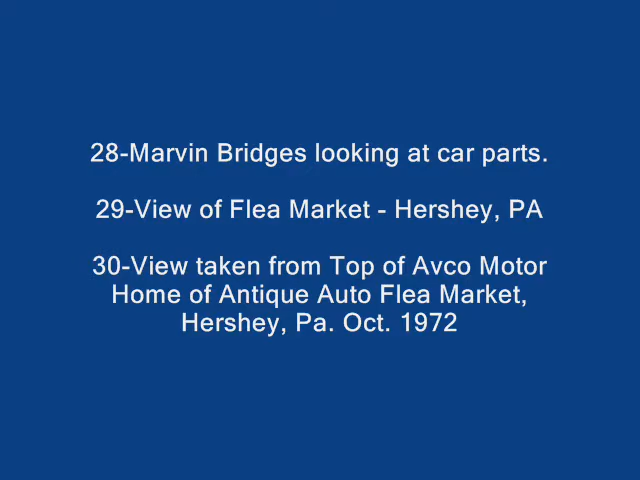 28-Marvin Bridges looking at car parts.
29-View of Flea Market - Hershey, PA
30-View taken from Top of Avco Motor
Home of Antique Auto Flea Market,
Hershey, Pa. Oct. 1972